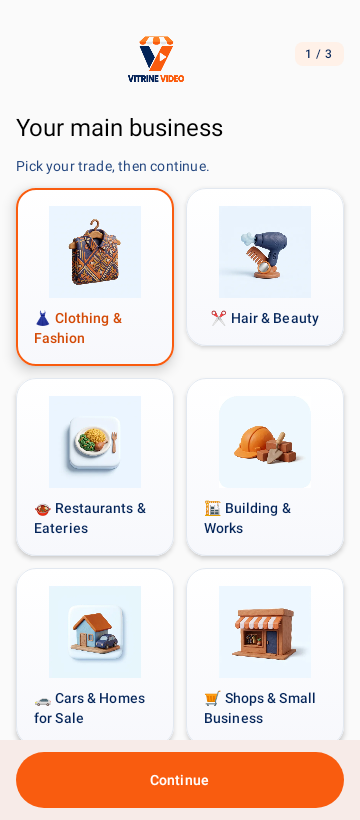 VITRINE VIDEO
1 / 3
Your main business
Pick your trade, then continue.
Clothing &
Fashion
Hair & Beauty
Restaurants &
Eateries
Building &
Works
Cars & Homes
for Sale
Shops & Small
Business
Continue